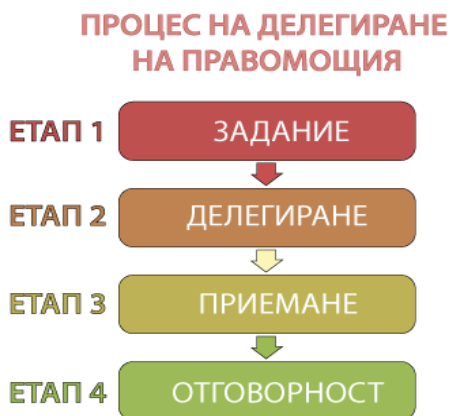 ПРОЦЕС НА ДЕЛЕГИРАНЕ
НА ПРАВОМОЩИЯ
ЕТАП 1 ЗАДАНИЕ
ЕТАП 2 ДЕЛЕГИРАНЕ
ЕТАП 3 ПРИЕМАНЕ
ЕТАП 4 ОТГОВОРНОСТ